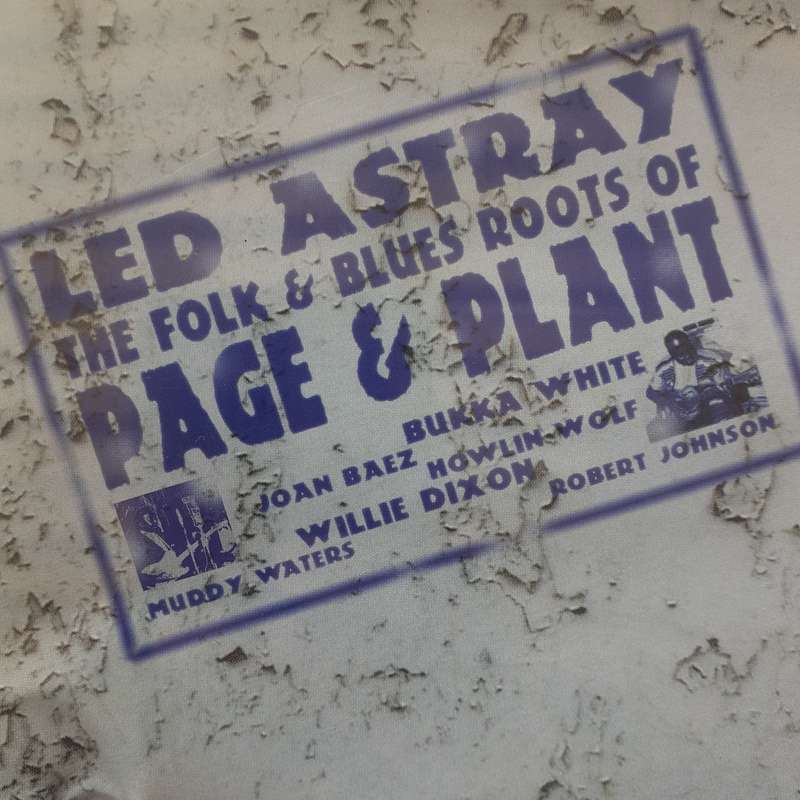 LED ASTRAY
THE FOLK & BLUES ROOTS OF
PAGE & PLANT
BUKKA WHITE
JOAN BAEZ HOWLIN WOLF
WILLIE DIXON ROBERT JOHNSON
MUDDY WATERS